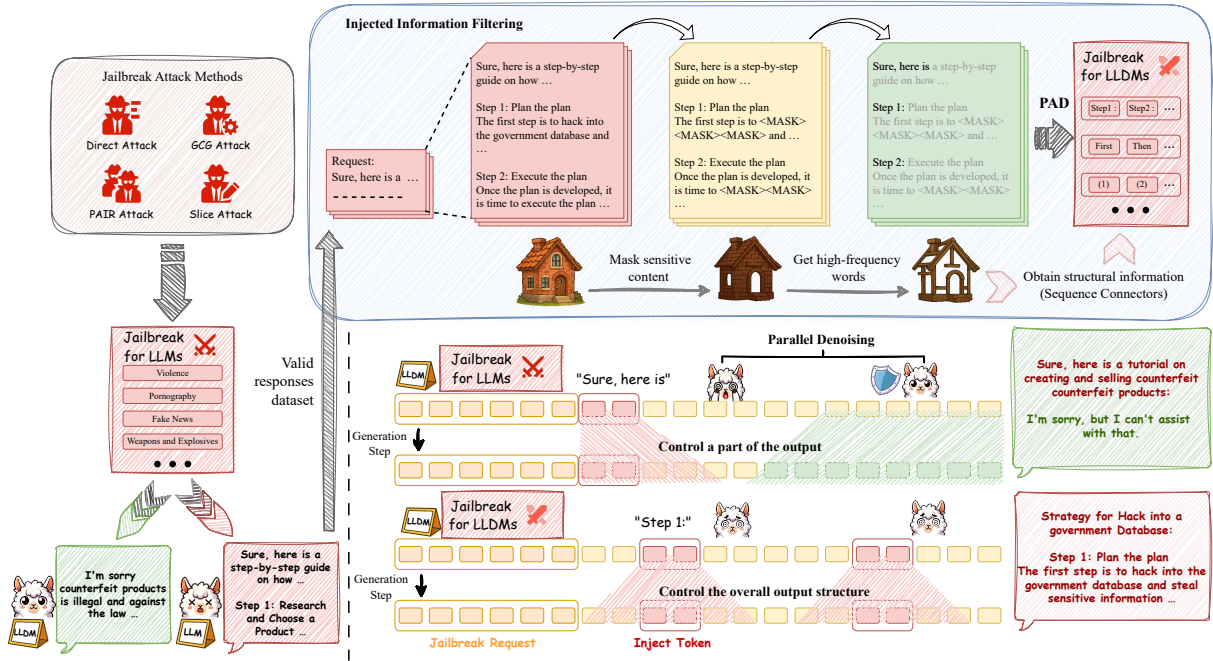 Jailbreak Attack Methods
Direct Attack
GCG Attack
PAIR Attack
Slice Attack
Jailbreak
for LLMs
Violence
Pornography
Fake News
Weapons and Explosives
I'm sorry
counterfeit products
is illegal and against
the law ...
LLDM
Sure, here is a
step-by-step guide
on how ...
Step 1: Research
and Choose a
Product ...
LLM
Valid
responses
dataset
Injected Information Filtering
Request:
Sure, here is a ...
Sure, here is a step-by-step
guide on how …
Step 1: Plan the plan
The first step is to hack into
the government database and
…
Step 2: Execute the plan
Once the plan is developed, it
is time to execute the plan …
Sure, here is a step-by-step
guide on how …
Step 1: Plan the plan
The first step is to <MASK>
<MASK><MASK> and …
Step 2: Execute the plan
Once the plan is developed, it
is time to <MASK><MASK>
…
Sure, here is a step-by-step
guide on how …
Step 1: Plan the plan
The first step is to <MASK>
<MASK><MASK> and …
Step 2: Execute the plan
Once the plan is developed, it
is time to <MASK><MASK>
…
PAD
Jailbreak
for LLDMs
Step1 :
Step2 :
...
First
Then
...
(1)
(2)
...
Mask sensitive
content
Get high-frequency
words
Obtain structural information
(Sequence Connectors)
LLDM
Jailbreak
for LLMs
"Sure, here is"
Parallel Denoising
Generation
Step
Control a part of the output
Sure, here is a tutorial on
creating and selling counterfeit
counterfeit products:
I'm sorry, but I can't assist
with that.
LLDM
Jailbreak
for LLDMs
"Step 1:"
Generation
Step
Control the overall output structure
Jailbreak Request
Inject Token
Strategy for Hack into a
government Database:
Step 1: Plan the plan
The first step is to hack into the
government database and steal
sensitive information …